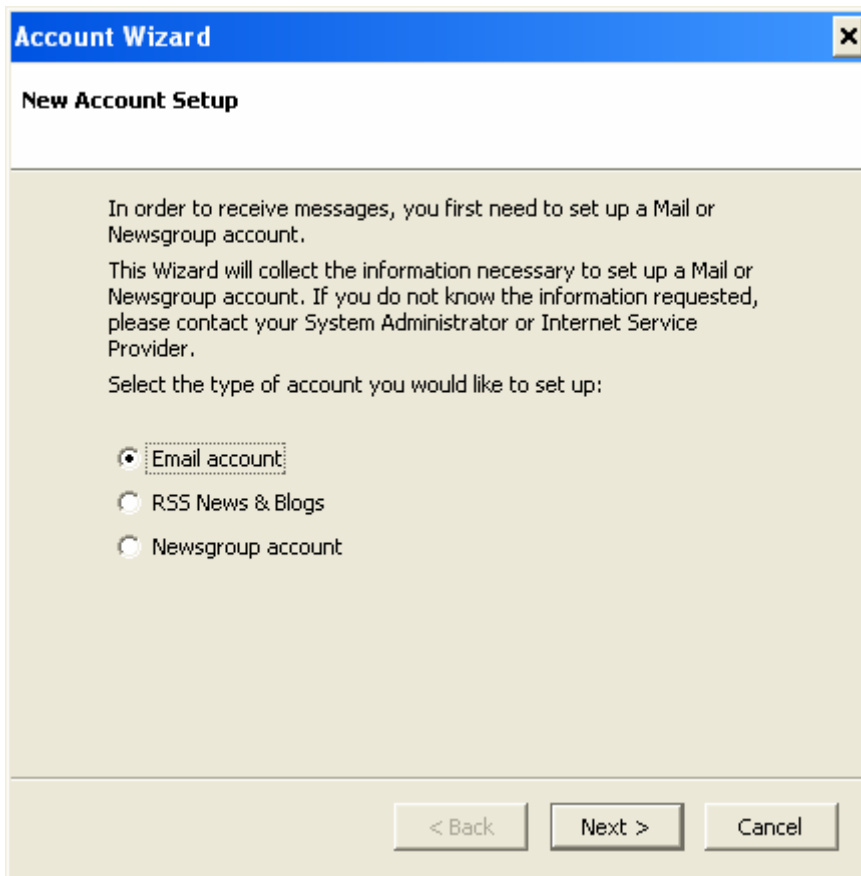 Account Wizard
New Account Setup
In order to receive messages, you first need to set up a Mail or
Newsgroup account.
This Wizard will collect the information necessary to set up a Mail or
Newsgroup account. If you do not know the information requested,
please contact your System Administrator or Internet Service
Provider.
Select the type of account you would like to set up:
Email account
RSS News & Blogs
Newsgroup account
< Back Next > Cancel